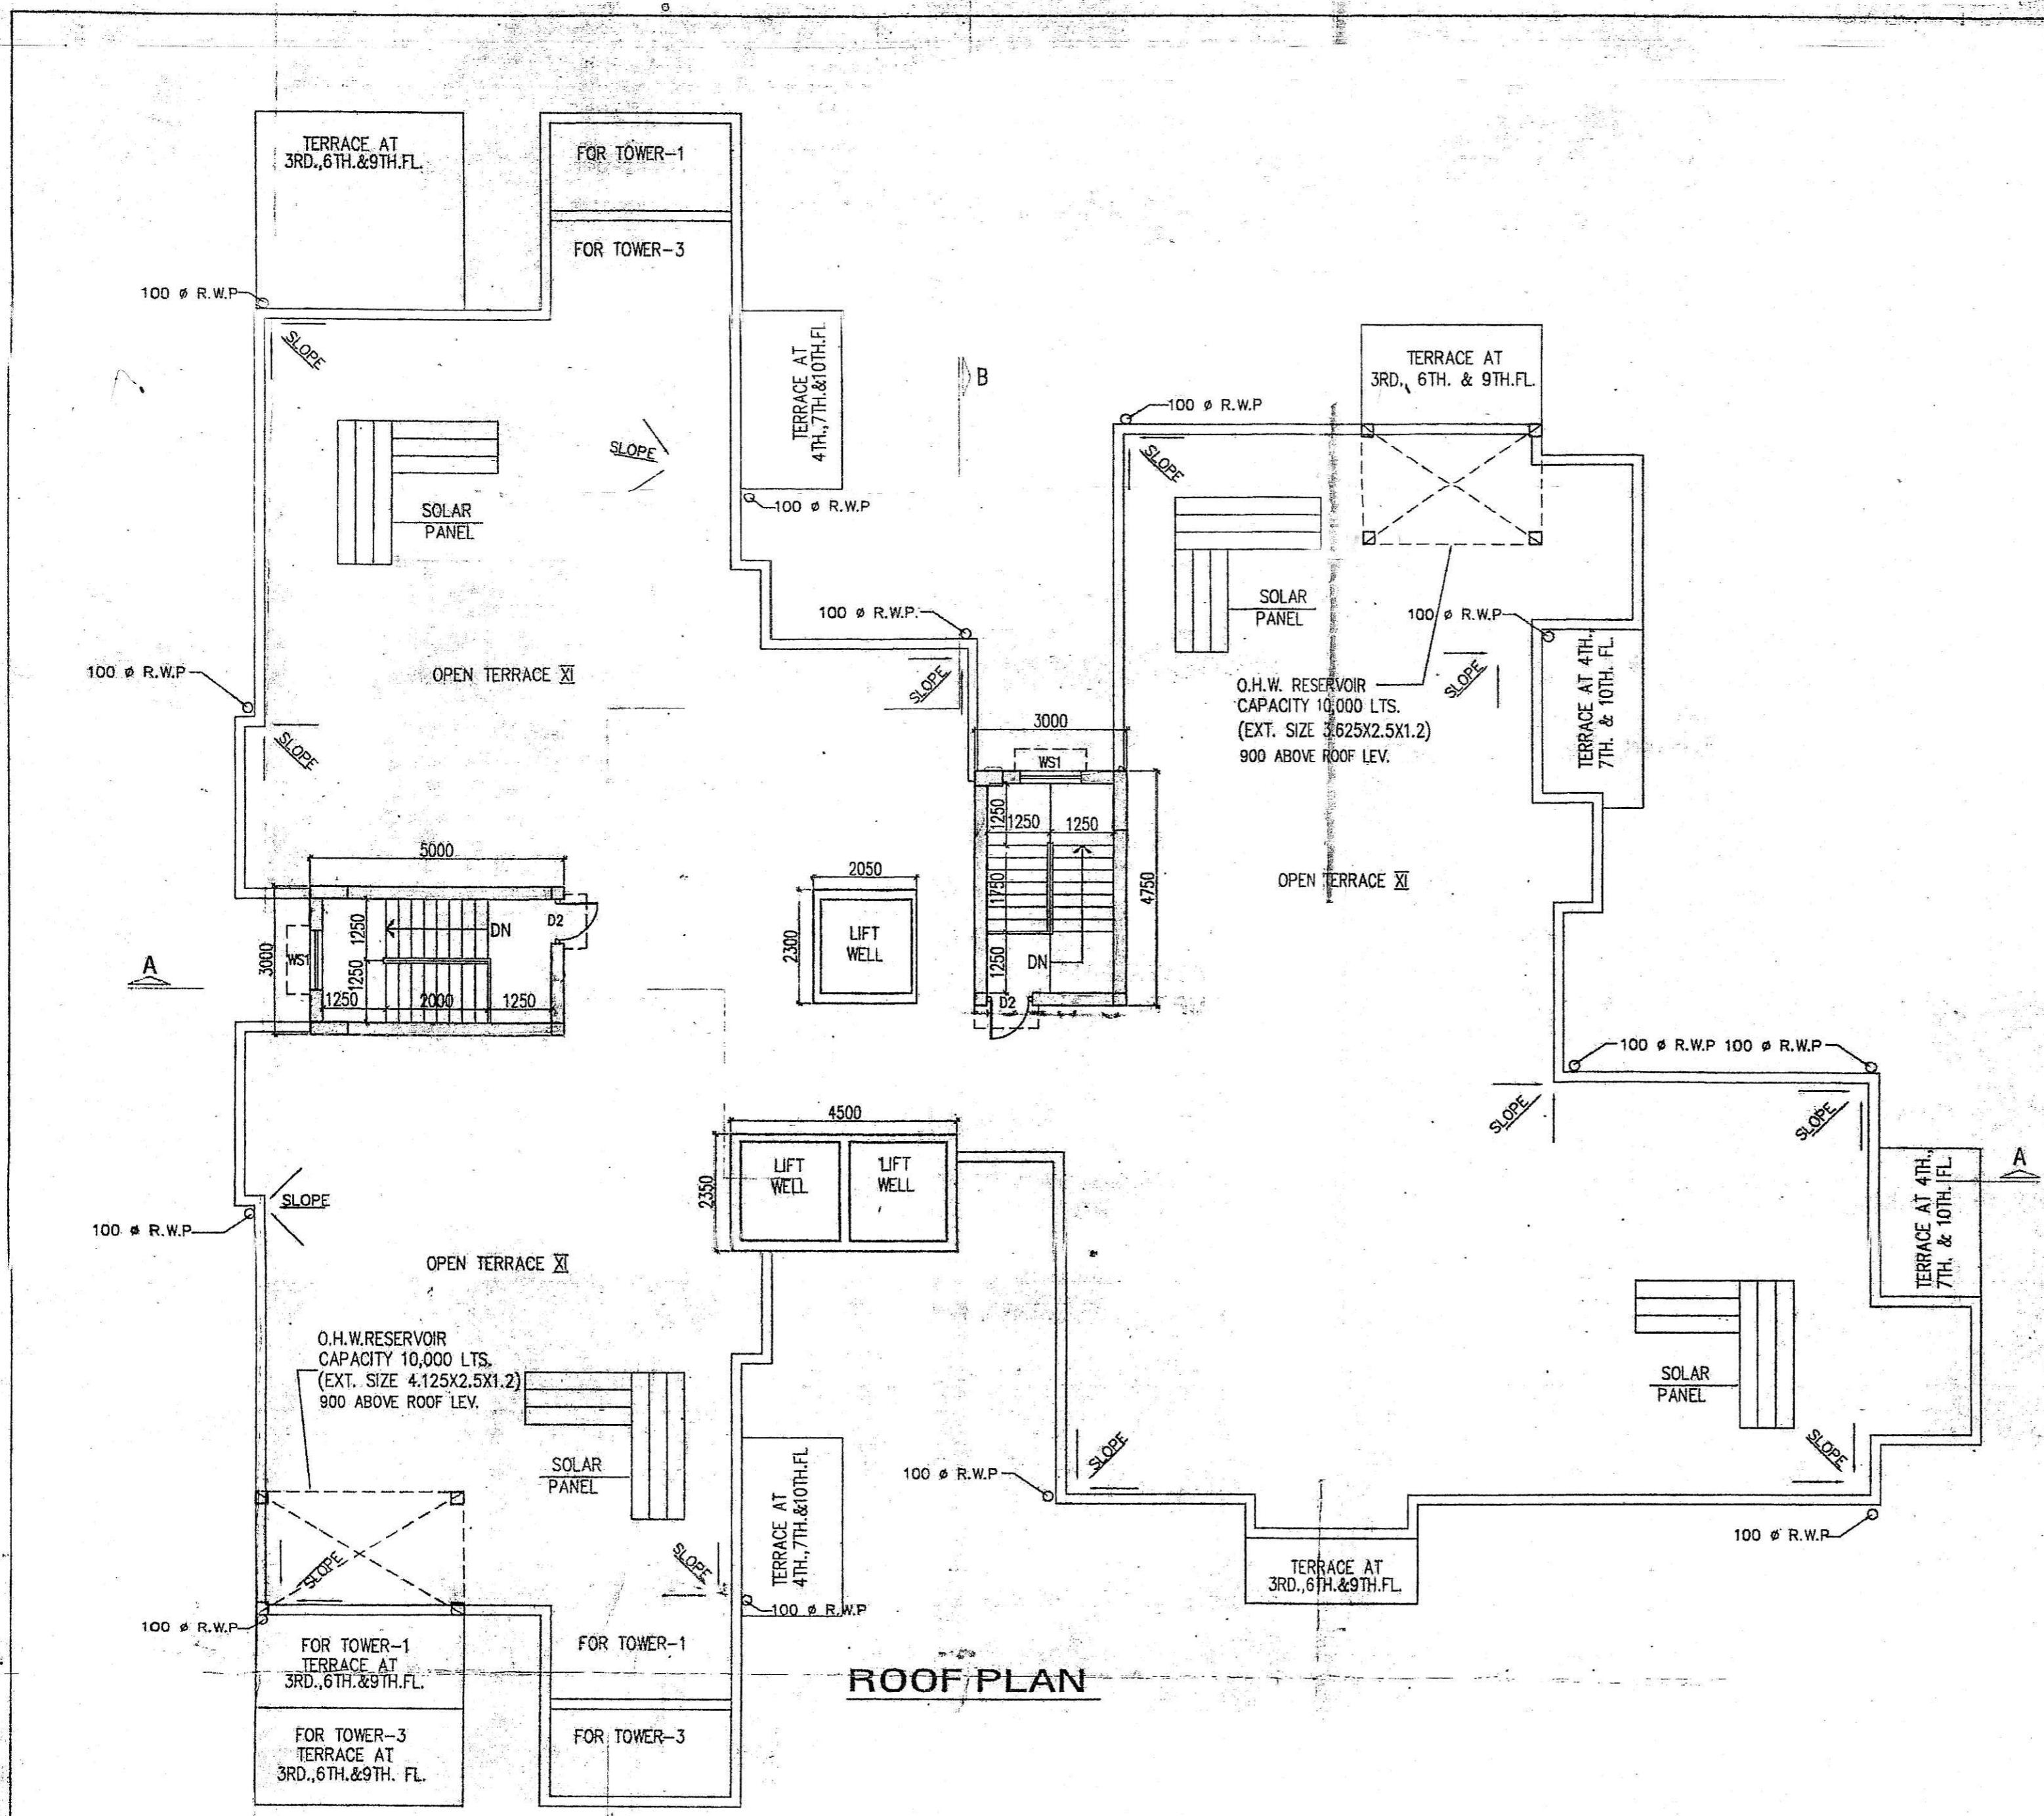 TERRACE AT
3RD.,6TH.&9TH.FL.
FOR TOWER-1
FOR TOWER-3
100 ø R.W.P
SLOPE
TERRACE AT
4TH.,7TH.&10TH.FL
B
TERRACE AT
3RD., 6TH. & 9TH.FL.
100 ø R.W.P
SLOPE
SLOPE
SOLAR
PANEL
100 ø R.W.P
SOLAR
PANEL
100 ø R.W.P.
100 ø R.W.P
TERRACE AT 4TH.,
7TH. & 10TH. FL.
100 ø R.W.P
OPEN TERRACE XI
SLOPE
SLOPE
O.H.W. RESERVOIR
CAPACITY 10,000 LTS.
(EXT. SIZE 3.625X2.5X1.2)
900 ABOVE ROOF LEV.
SLOPE
3000
WS1
1250
1250
1250
1750
4750
1250
DN
D2
5000
3000
WS1
1250
1250
DN
D2
1250
2000
1250
2050
2300
LIFT
WELL
OPEN TERRACE XI
A
100 ø R.W.P
100 ø R.W.P
SLOPE
SLOPE
4500
2350
LIFT
WELL
LIFT
WELL
TERRACE AT 4TH.,
7TH. & 10TH. FL.
A
SLOPE
100 ø R.W.P
OPEN TERRACE XI
O.H.W.RESERVOIR
CAPACITY 10,000 LTS.
(EXT. SIZE 4.125X2.5X1.2)
900 ABOVE ROOF LEV.
SOLAR
PANEL
SOLAR
PANEL
SLOPE
SLOPE
100 ø R.W.P
TERRACE AT
4TH.,7TH.&10TH.FL
100 ø R.W.P
SLOPE
SLOPE
TERRACE AT
3RD.,6TH.&9TH.FL.
100 ø R.W.P
100 ø R.W.P
FOR TOWER-1
TERRACE AT
3RD.,6TH.&9TH.FL.
FOR TOWER-1
FOR TOWER-3
TERRACE AT
3RD.,6TH.&9TH. FL.
FOR TOWER-3
ROOF PLAN